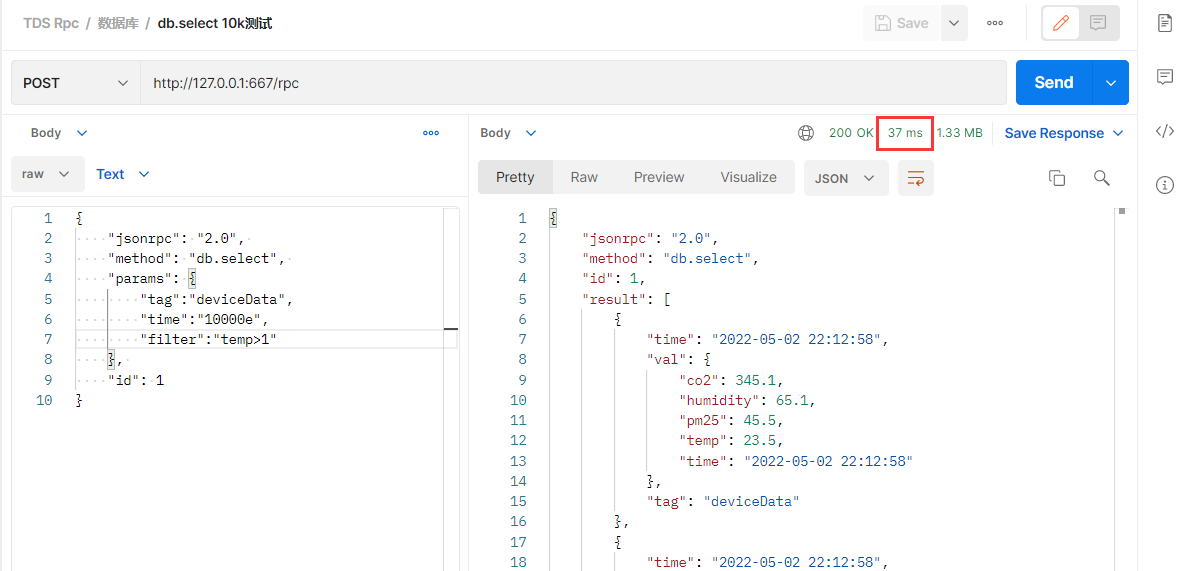 TDS Rpc / 数据库 / db.select 10k测试
Save
POST
http://127.0.0.1:667/rpc
Send
Body
raw
Text
1 {
2 "jsonrpc": "2.0",
3 "method": "db.select",
4 "params": {
5 "tag":"deviceData",
6 "time":"10000e",
7 "filter":"temp>1"
8 },
9 "id": 1
10 }
Body
200 OK
37 ms
1.33 MB
Save Response
Pretty
Raw
Preview
Visualize
JSON
1 {
2 "jsonrpc": "2.0",
3 "method": "db.select",
4 "id": 1,
5 "result": [
6 {
7 "time": "2022-05-02 22:12:58",
8 "val": {
9 "co2": 345.1,
10 "humidity": 65.1,
11 "pm25": 45.5,
12 "temp": 23.5,
13 "time": "2022-05-02 22:12:58"
14 },
15 "tag": "deviceData"
16 },
17 {
18 "time": "2022-05-02 22:12:58",